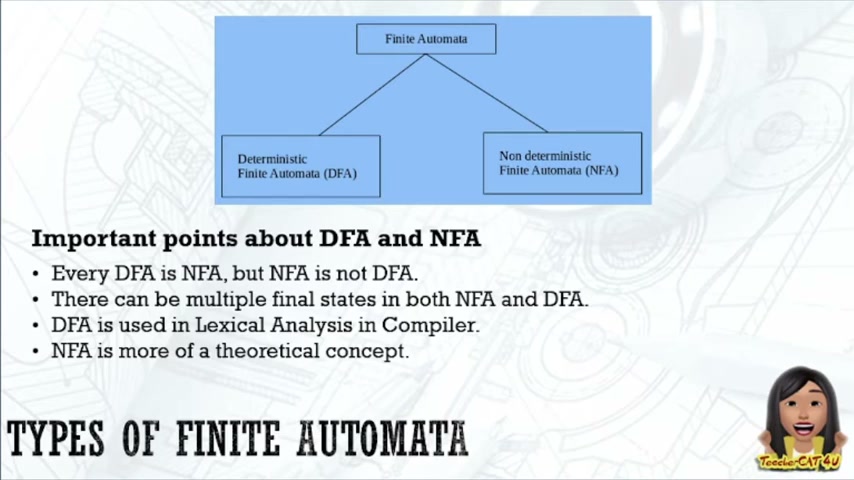 Finite Automata
Deterministic
Finite Automata (DFA)
Non deterministic
Finite Automata (NFA)
Important points about DFA and NFA
• Every DFA is NFA, but NFA is not DFA.
• There can be multiple final states in both NFA and DFA.
• DFA is used in Lexical Analysis in Compiler.
• NFA is more of a theoretical concept.
TYPES OF FINITE AUTOMATA
TeacherCAT4U